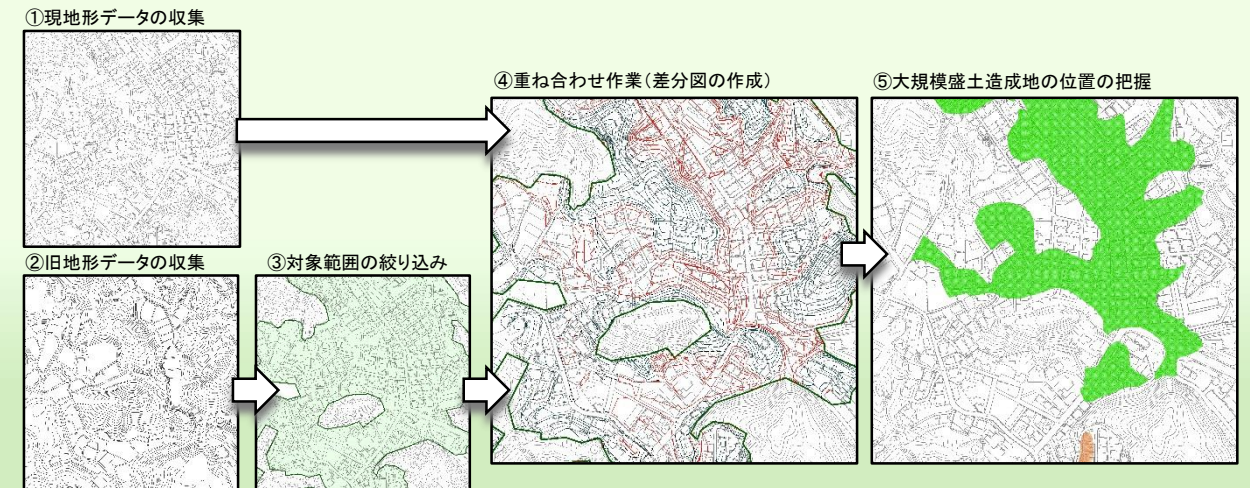 ①現地形データの収集
②旧地形データの収集
③対象範囲の絞り込み
④重ね合わせ作業(差分図の作成)
⑤大規模盛土造成地の位置の把握